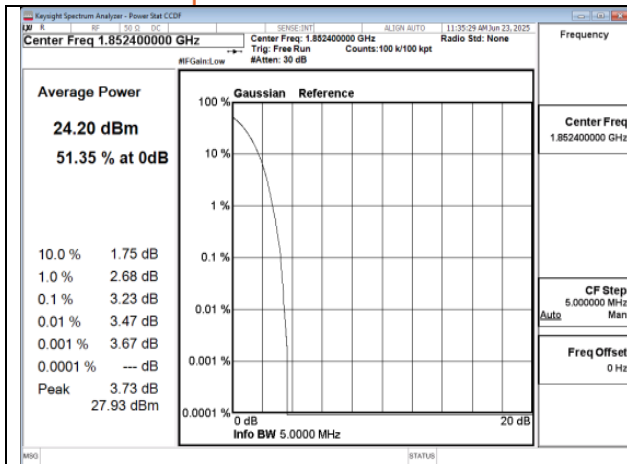 Keysight Spectrum Analyzer - Power Stat CCDF
R RF 50 Ω DC SENSE:INT ALIGN AUTO 11:35:29 AM Jun 23, 2025
Center Freq 1.852400000 GHz
Center Freq: 1.852400000 GHz Radio Std: None
Trig: Free Run Counts:100 k/100 kpt
#IFGain:Low #Atten: 30 dB
Frequency
Average Power
24.20 dBm
51.35 % at 0dB
10.0 % 1.75 dB
1.0 % 2.68 dB
0.1 % 3.23 dB
0.01 % 3.47 dB
0.001 % 3.67 dB
0.0001 % --- dB
Peak 3.73 dB
27.93 dBm
Gaussian Reference
100 %
10 %
1 %
0.1 %
0.01 %
0.001 %
0.0001 %
0 dB 20 dB
Info BW 5.0000 MHz
Center Freq
1.852400000 GHz
CF Step
5.000000 MHz
Auto Man
Freq Offset
0 Hz
MSG STATUS